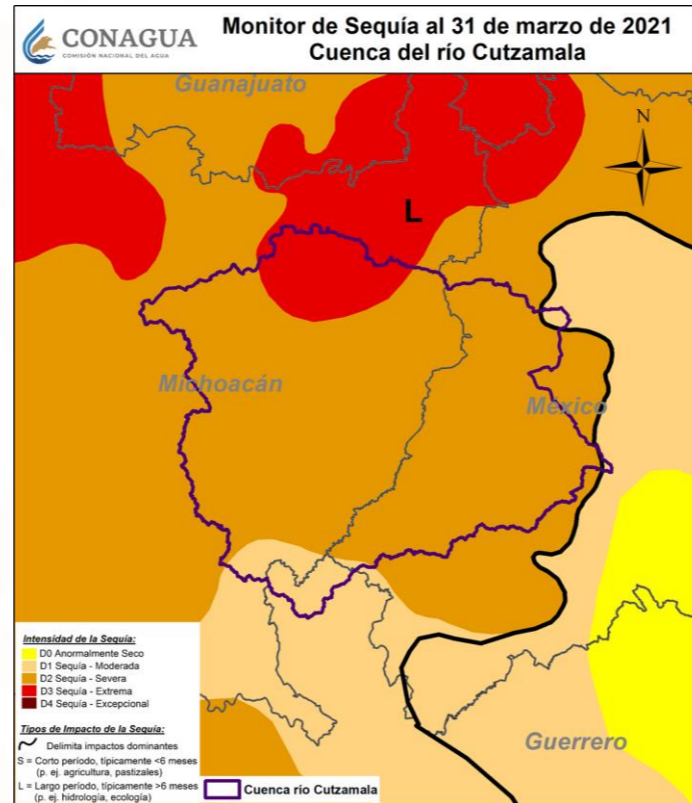 CONAGUA
COMISIÓN NACIONAL DEL AGUA
Monitor de Sequía al 31 de marzo de 2021
Cuenca del río Cutzamala
Guanajuato
N
L
Michoacán
México
Guerrero
Intensidad de la Sequía:
D0 Anormalmente Seco
D1 Sequía - Moderada
D2 Sequía - Severa
D3 Sequía - Extrema
D4 Sequía - Excepcional
Tipos de Impacto de la Sequía:
Delimita impactos dominantes
S = Corto período, típicamente <6 meses
(p. ej. agricultura, pastizales)
L = Largo período, típicamente >6 meses
(p. ej. hidrología, ecología)
Cuenca río Cutzamala